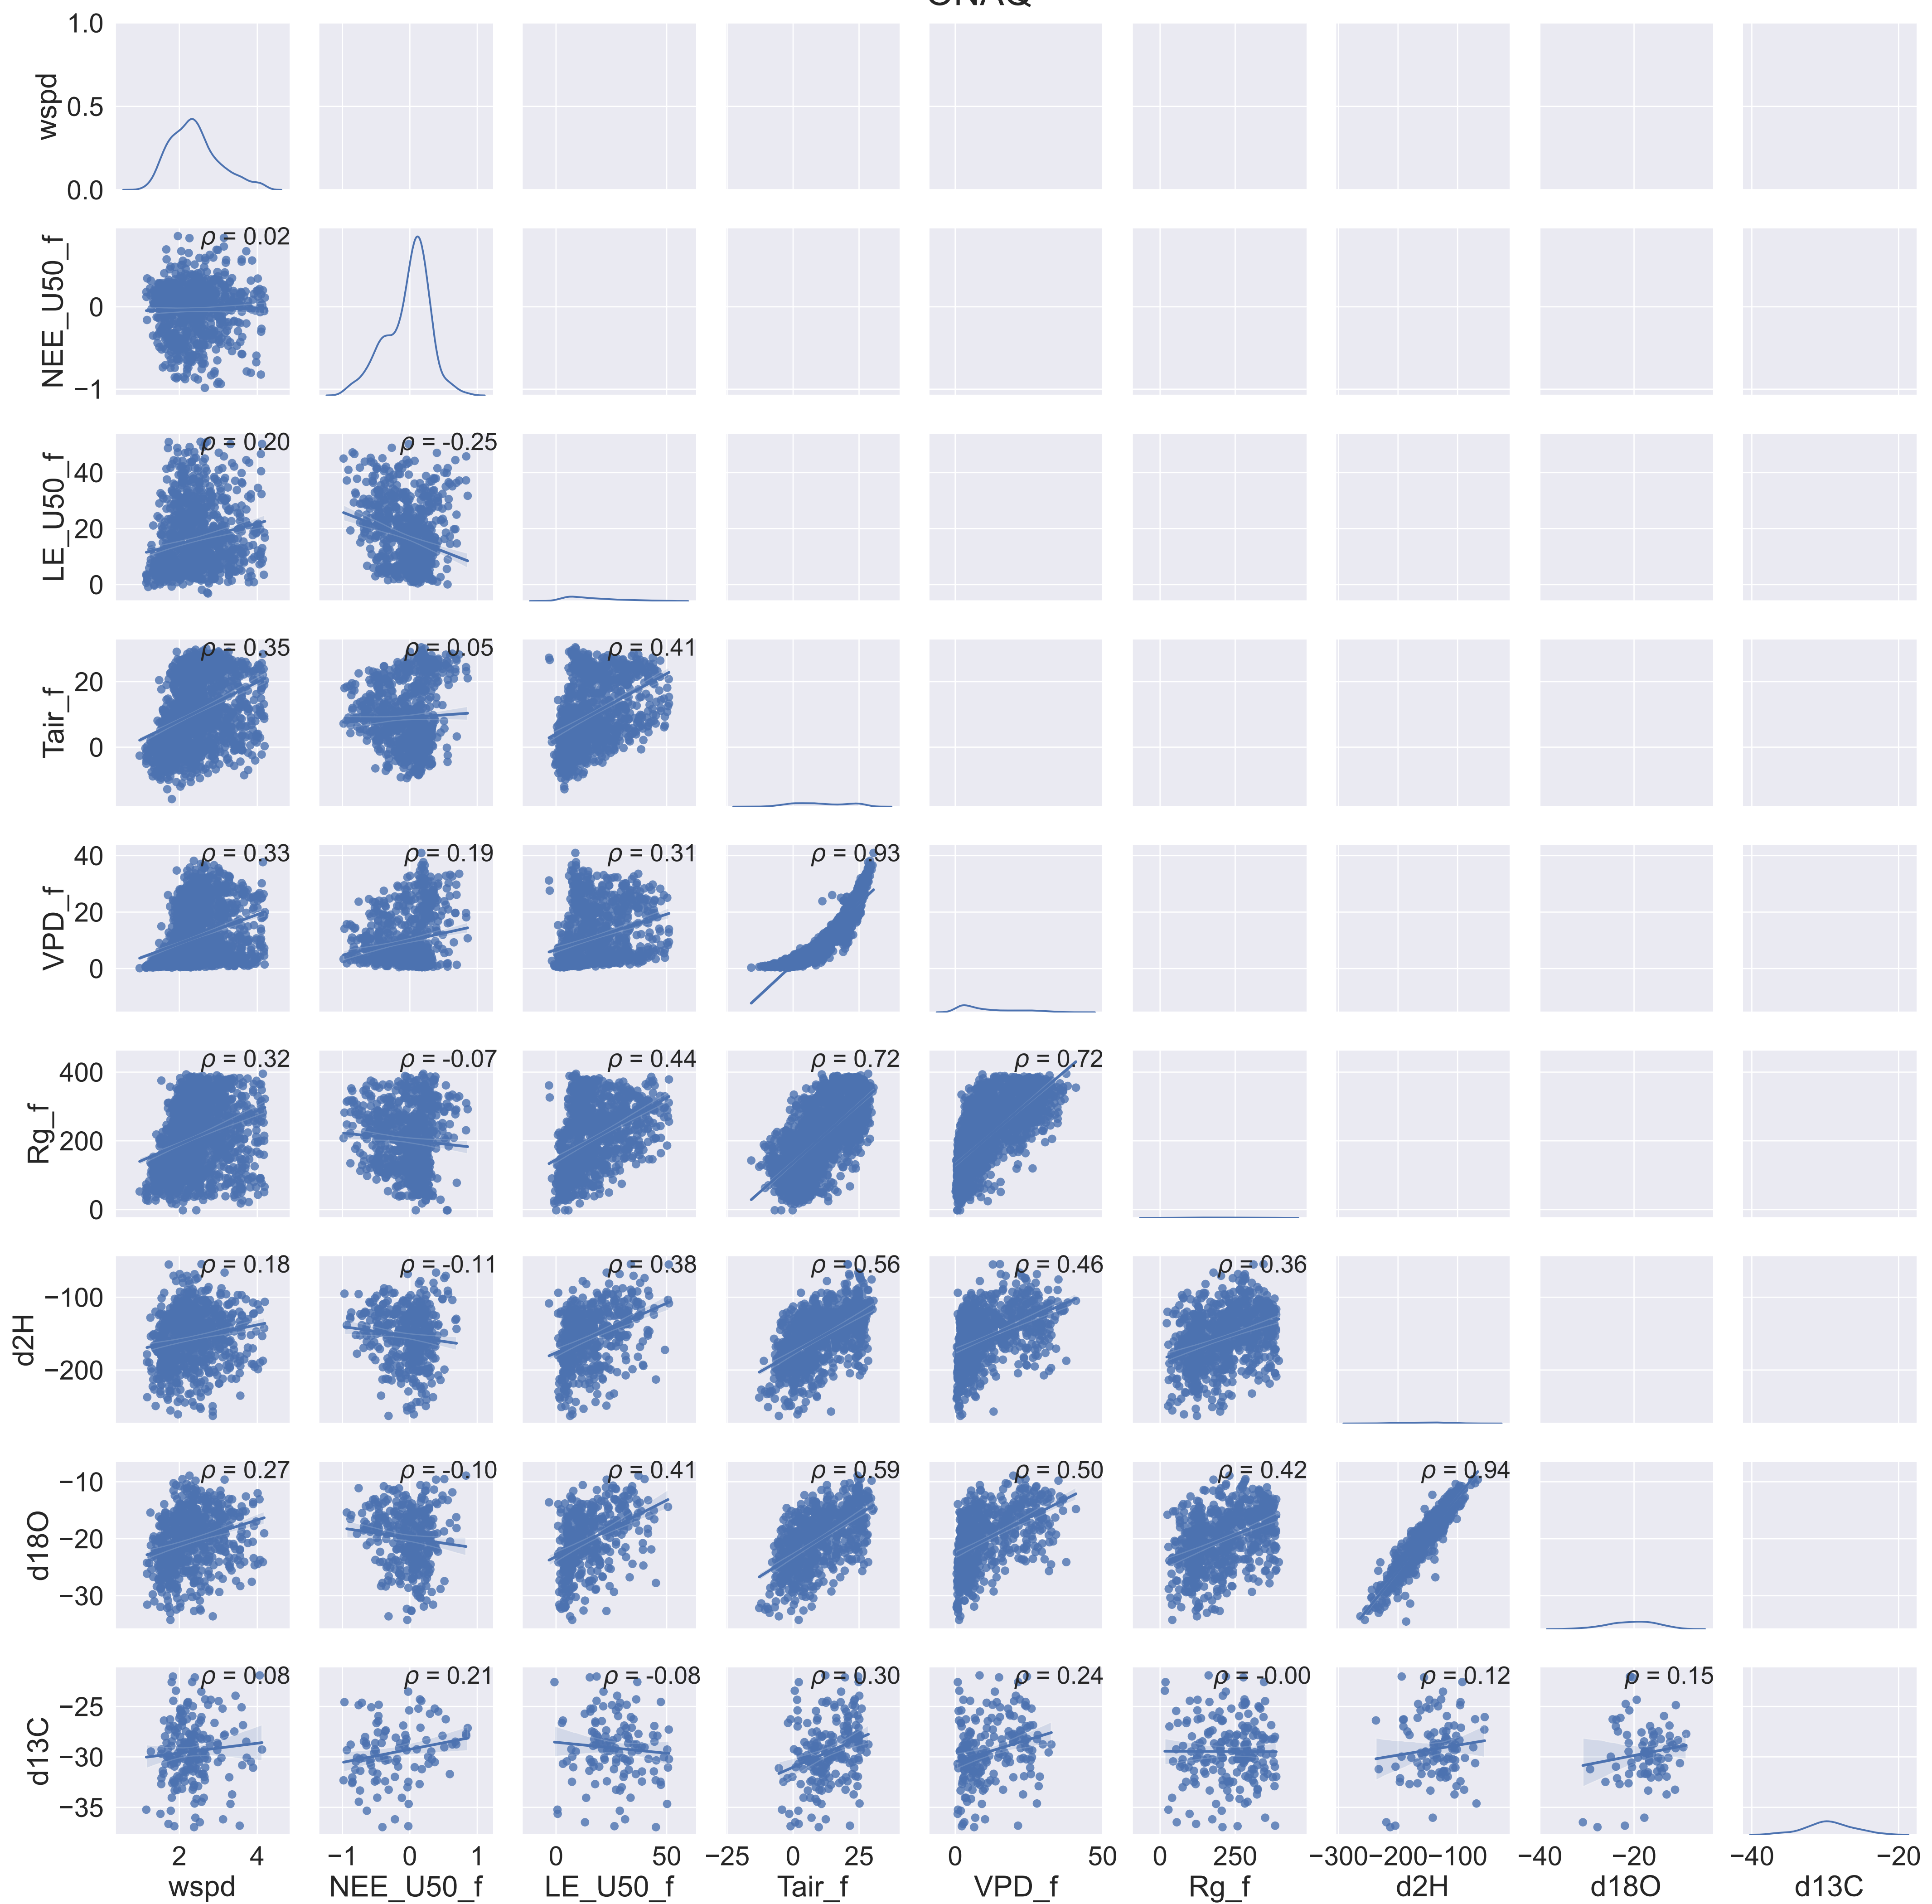 1.0
0.5
0.0
wspd
ρ = 0.02
0
−1
NEE_U50_f
ρ = 0.20
ρ = -0.25
40
20
0
LE_U50_f
ρ = 0.35
ρ = 0.05
ρ = 0.41
20
0
Tair_f
ρ = 0.33
ρ = 0.19
ρ = 0.31
ρ = 0.93
40
20
0
VPD_f
ρ = 0.32
ρ = -0.07
ρ = 0.44
ρ = 0.72
ρ = 0.72
400
200
0
Rg_f
ρ = 0.18
ρ = -0.11
ρ = 0.38
ρ = 0.56
ρ = 0.46
ρ = 0.36
−100
−200
d2H
ρ = 0.27
ρ = -0.10
ρ = 0.41
ρ = 0.59
ρ = 0.50
ρ = 0.42
ρ = 0.94
−10
−20
−30
d18O
ρ = 0.08
ρ = 0.21
ρ = -0.08
ρ = 0.30
ρ = 0.24
ρ = -0.00
ρ = 0.12
ρ = 0.15
−25
−30
−35
d13C
2 4
−1 0 1
0 50
−25 0 25
0 50
0 250
−300 −200 −100
−40 −20
−40 −20
wspd
NEE_U50_f
LE_U50_f
Tair_f
VPD_f
Rg_f
d2H
d18O
d13C